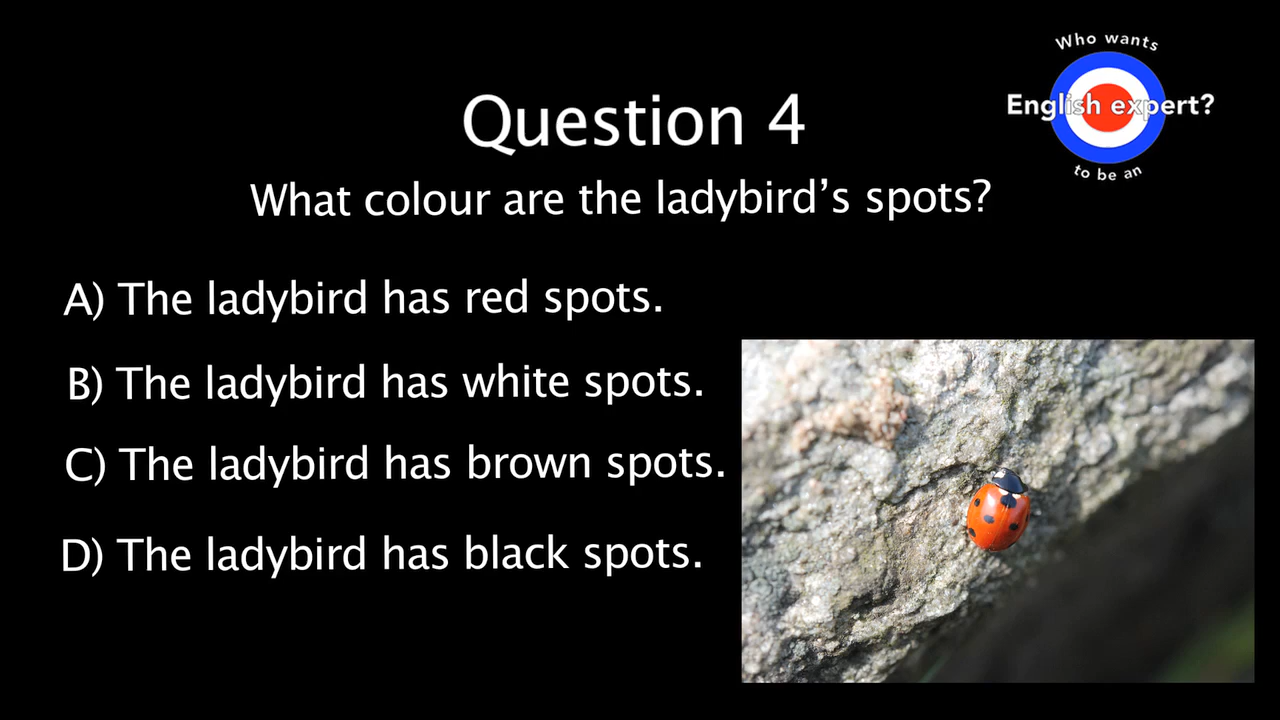 Who wants
English expert?
to be an
Question 4
What colour are the ladybird’s spots?
A) The ladybird has red spots.
B) The ladybird has white spots.
C) The ladybird has brown spots.
D) The ladybird has black spots.